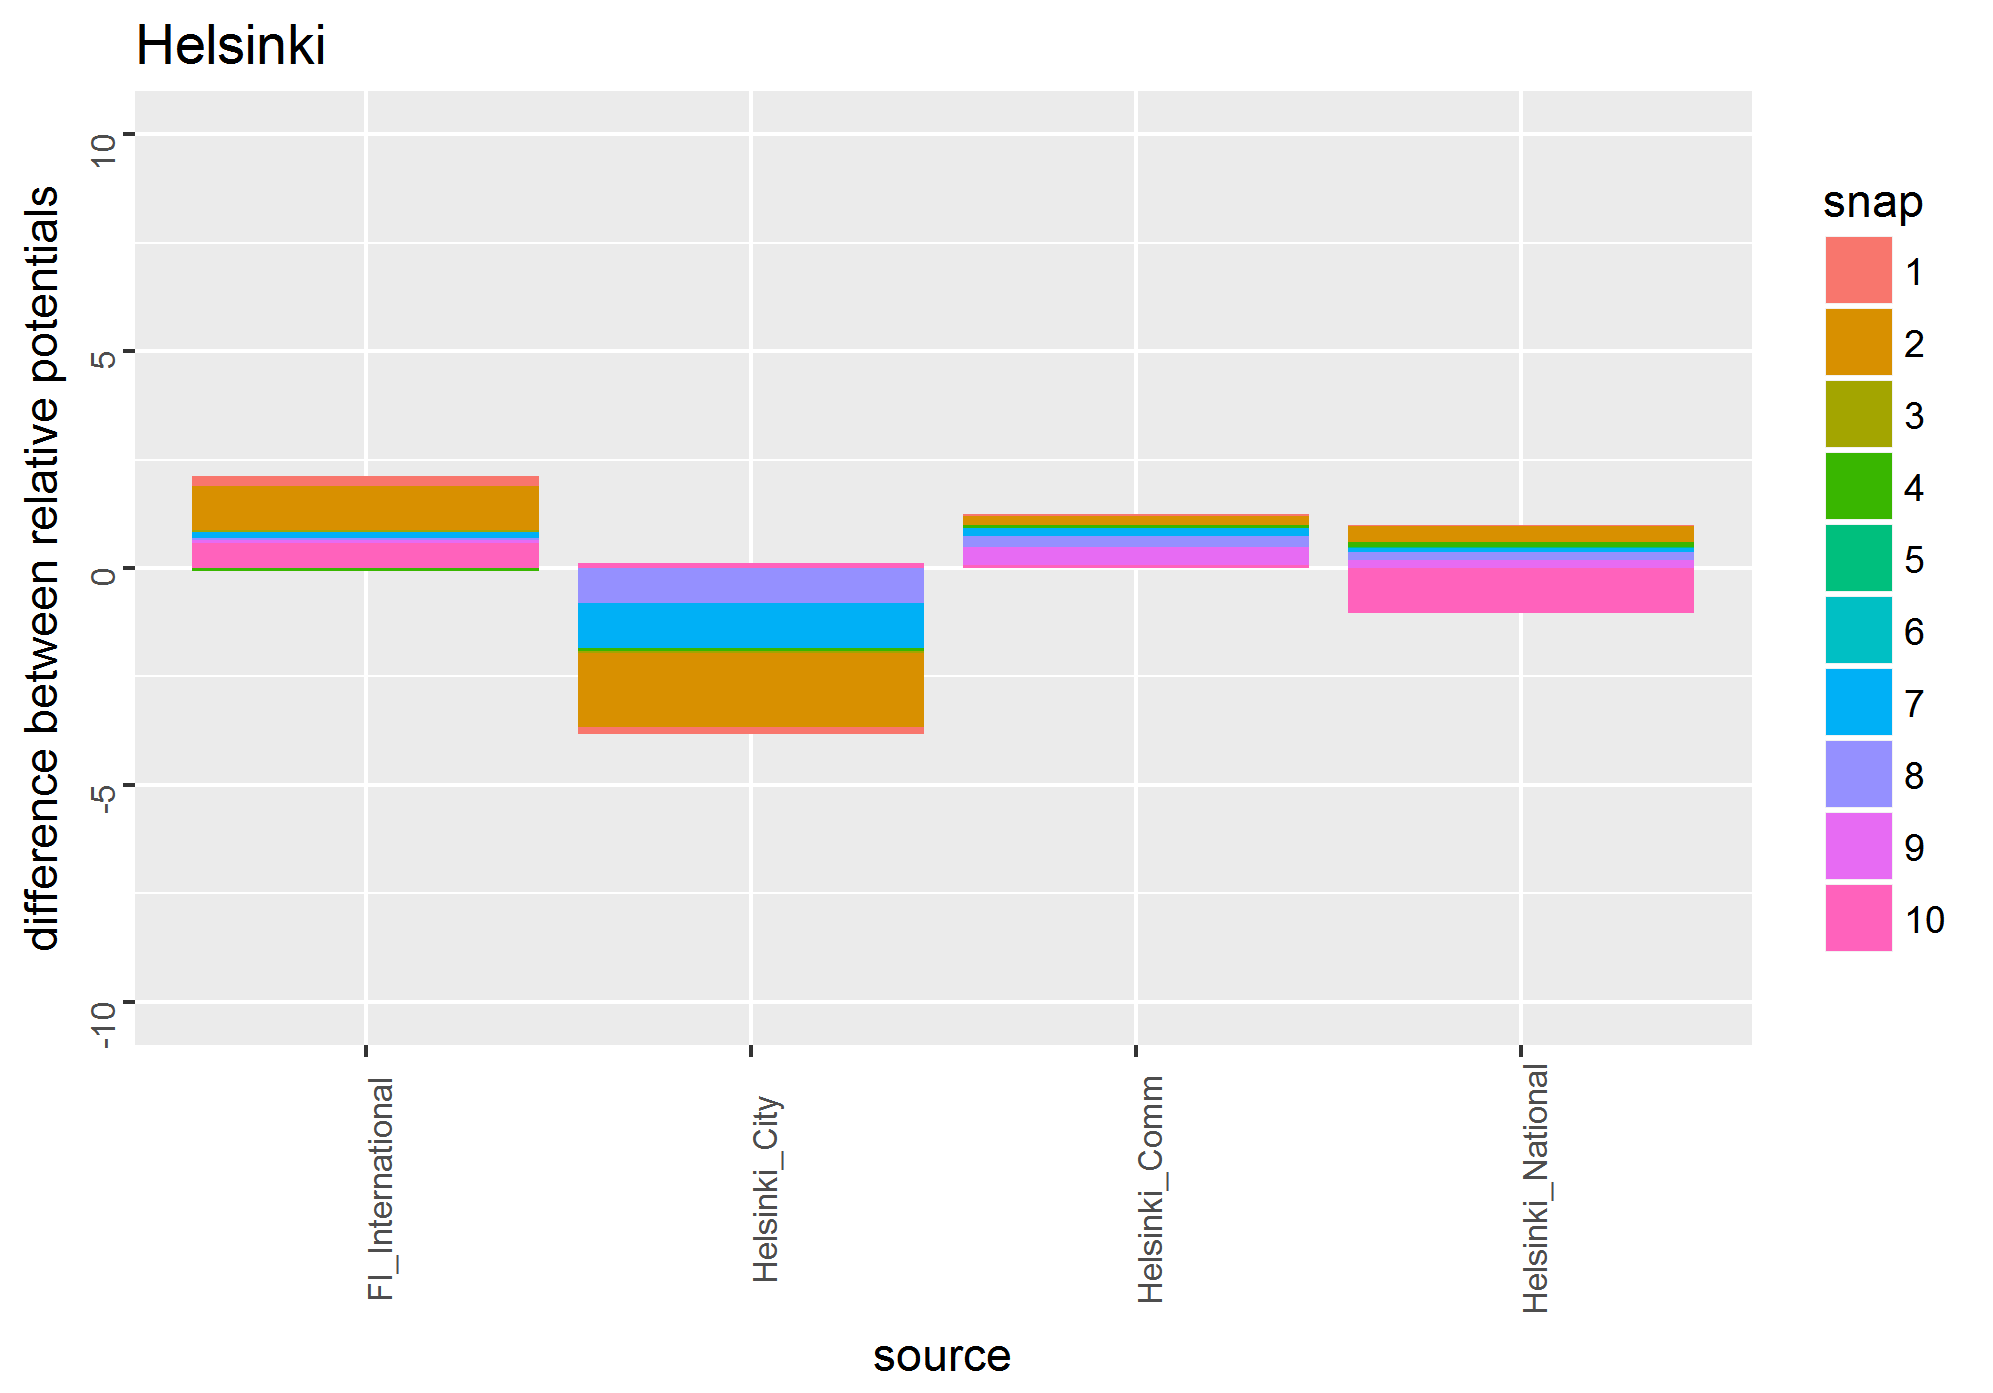 Helsinki
difference between relative potentials
10
5
0
-5
-10
FI_International
Helsinki_City
Helsinki_Comm
Helsinki_National
source
snap
1
2
3
4
5
6
7
8
9
10